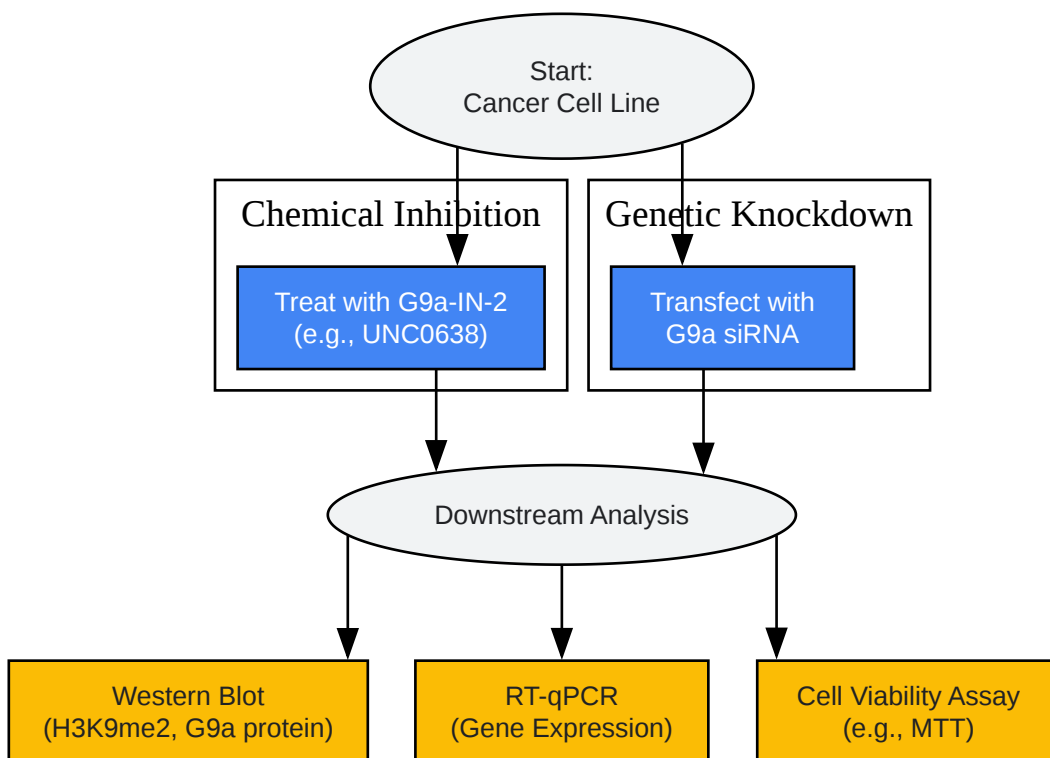 Start:
Cancer Cell Line
Chemical Inhibition
Genetic Knockdown
Treat with G9a-IN-2
(e.g., UNC0638)
Transfect with
G9a siRNA
Downstream Analysis
Western Blot
(H3K9me2, G9a protein)
RT-qPCR
(Gene Expression)
Cell Viability Assay
(e.g., MTT)